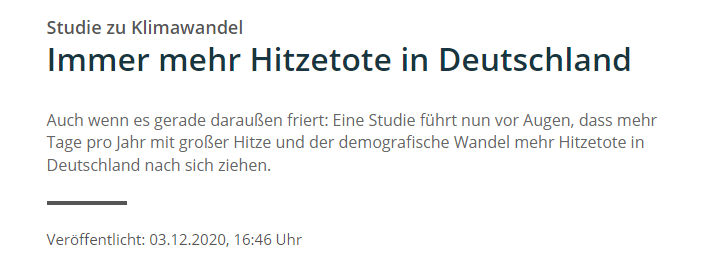 Studie zu Klimawandel
Immer mehr Hitzetote in Deutschland
Auch wenn es gerade daraußen friert: Eine Studie führt nun vor Augen, dass mehr
Tage pro Jahr mit großer Hitze und der demografische Wandel mehr Hitzetote in
Deutschland nach sich ziehen.
Veröffentlicht: 03.12.2020, 16:46 Uhr